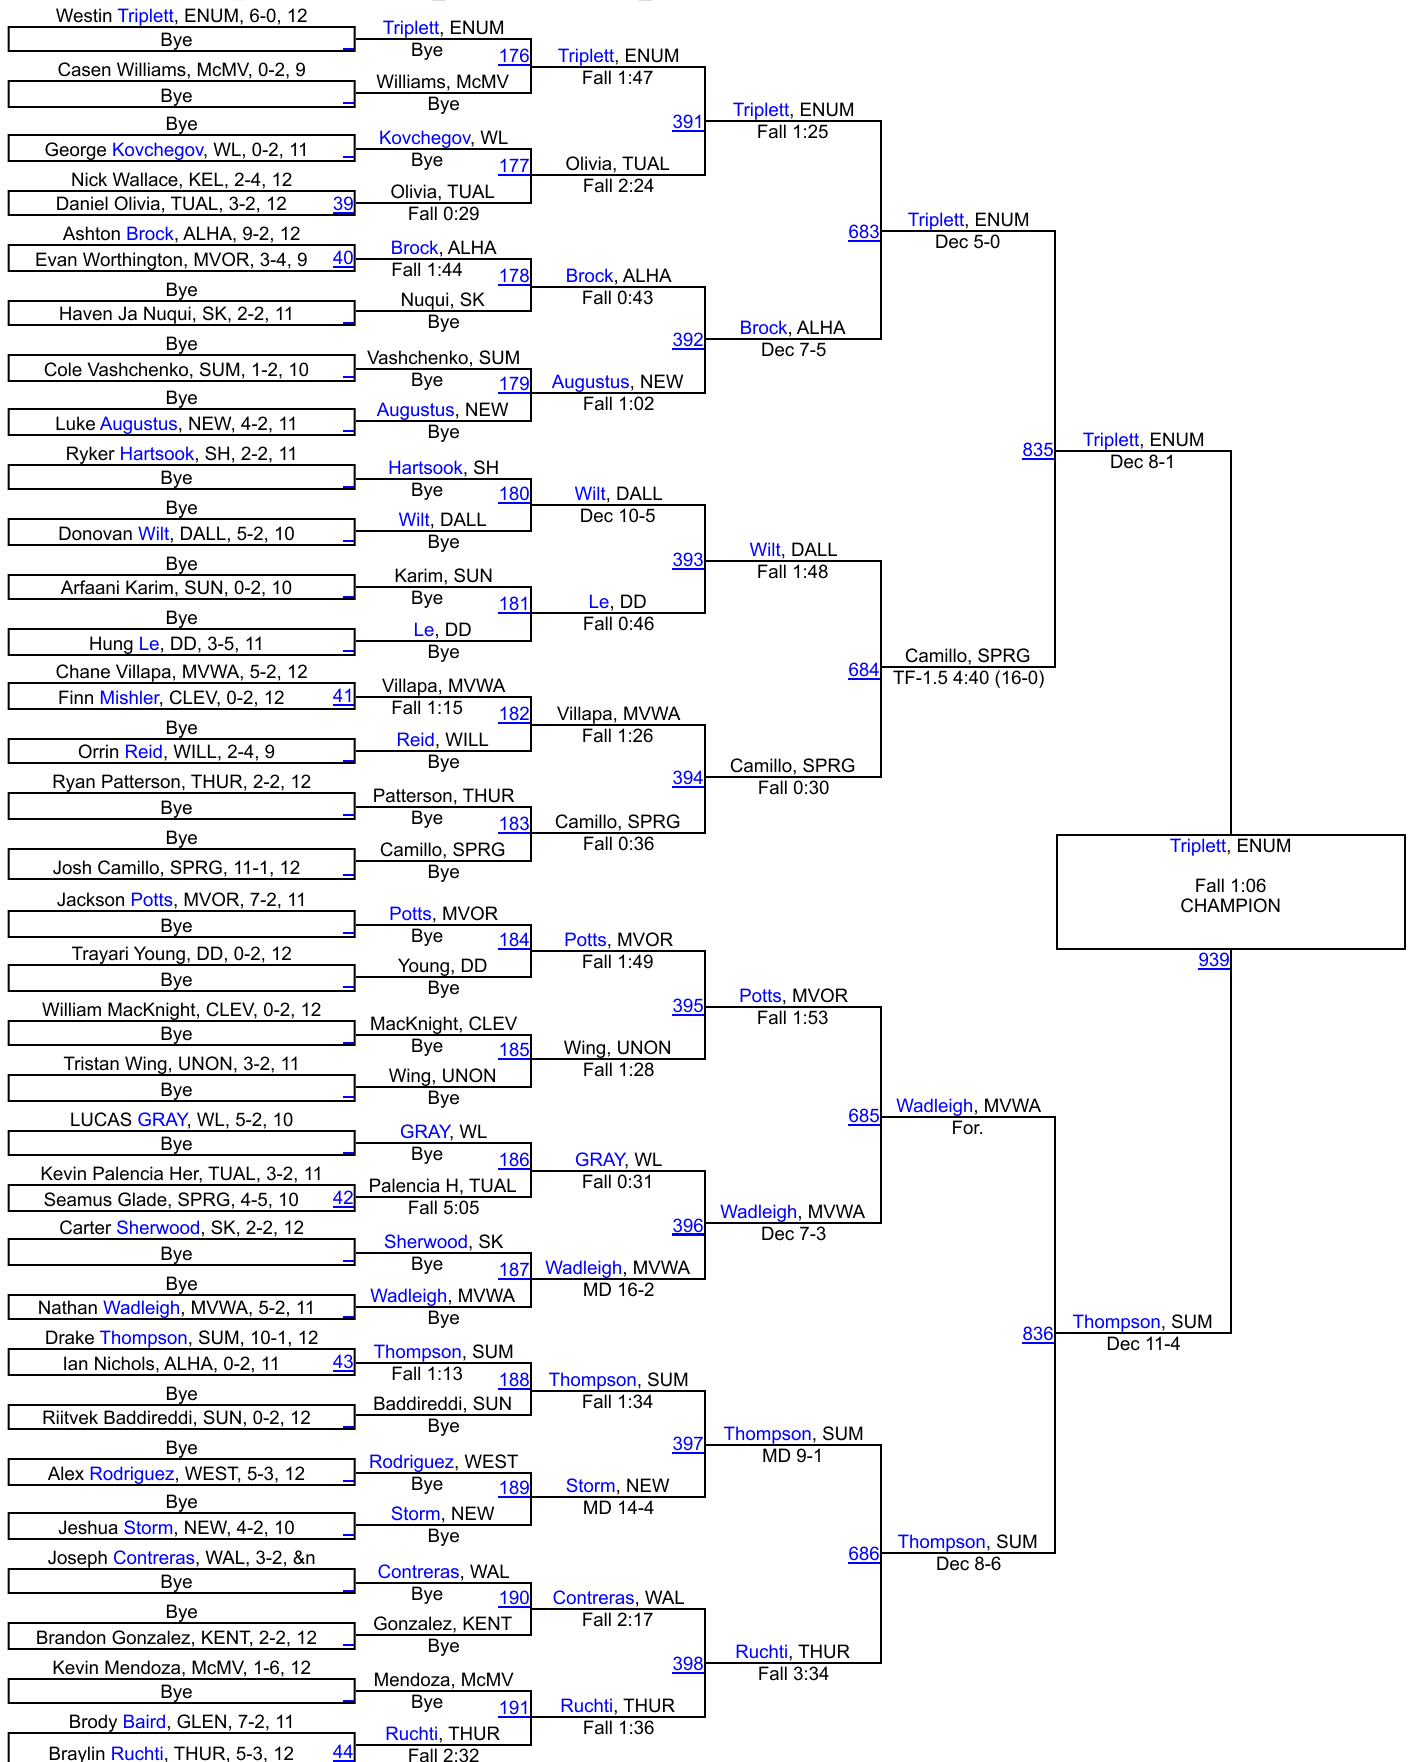 Westin Triplett, ENUM, 6-0, 12
Bye
Casen Williams, McMV, 0-2, 9
Bye
Bye
George Kovchegov, WL, 0-2, 11
Nick Wallace, KEL, 2-4, 12
Daniel Olivia, TUAL, 3-2, 12 39
Ashton Brock, ALHA, 9-2, 12
Evan Worthington, MVOR, 3-4, 9 40
Bye
Haven Ja Nuqui, SK, 2-2, 11
Bye
Cole Vashchenko, SUM, 1-2, 10
Bye
Luke Augustus, NEW, 4-2, 11
Ryker Hartsook, SH, 2-2, 11
Bye
Bye
Donovan Wilt, DALL, 5-2, 10
Bye
Arfaani Karim, SUN, 0-2, 10
Bye
Hung Le, DD, 3-5, 11
Chane Villapa, MVWA, 5-2, 12
Finn Mishler, CLEV, 0-2, 12 41
Bye
Orrin Reid, WILL, 2-4, 9
Ryan Patterson, THUR, 2-2, 12
Bye
Bye
Josh Camillo, SPRG, 11-1, 12
Jackson Potts, MVOR, 7-2, 11
Bye
Trayari Young, DD, 0-2, 12
Bye
William MacKnight, CLEV, 0-2, 12
Bye
Tristan Wing, UNON, 3-2, 11
Bye
LUCAS GRAY, WL, 5-2, 10
Bye
Kevin Palencia Her, TUAL, 3-2, 11
Seamus Glade, SPRG, 4-5, 10 42
Carter Sherwood, SK, 2-2, 12
Bye
Bye
Nathan Wadleigh, MVWA, 5-2, 11
Drake Thompson, SUM, 10-1, 12
Ian Nichols, ALHA, 0-2, 11 43
Bye
Riitvek Baddireddi, SUN, 0-2, 12
Bye
Alex Rodriguez, WEST, 5-3, 12
Bye
Jeshua Storm, NEW, 4-2, 10
Joseph Contreras, WAL, 3-2, &n
Bye
Bye
Brandon Gonzalez, KENT, 2-2, 12
Kevin Mendoza, McMV, 1-6, 12
Bye
Brody Baird, GLEN, 7-2, 11
Braylin Ruchti, THUR, 5-3, 12 44
Triplett, ENUM
Bye
176
Williams, McMV
Bye
Kovchegov, WL
Bye
177
Olivia, TUAL
Fall 0:29
Brock, ALHA
Fall 1:44
178
Nuqui, SK
Bye
Vashchenko, SUM
Bye
179
Augustus, NEW
Bye
Hartsook, SH
Bye
180
Wilt, DALL
Bye
Karim, SUN
Bye
181
Le, DD
Bye
Villapa, MVWA
Fall 1:15
182
Reid, WILL
Bye
Patterson, THUR
Bye
183
Camillo, SPRG
Bye
Potts, MVOR
Bye
184
Young, DD
Bye
MacKnight, CLEV
Bye
185
Wing, UNON
Bye
GRAY, WL
Bye
186
Palencia H, TUAL
Fall 5:05
Sherwood, SK
Bye
187
Wadleigh, MVWA
Bye
Thompson, SUM
Fall 1:13
188
Baddireddi, SUN
Bye
Rodriguez, WEST
Bye
189
Storm, NEW
Bye
Contreras, WAL
Bye
190
Gonzalez, KENT
Bye
Mendoza, McMV
Bye
191
Ruchti, THUR
Fall 2:32
Triplett, ENUM
Fall 1:47
391
Olivia, TUAL
Fall 2:24
Brock, ALHA
Fall 0:43
392
Augustus, NEW
Fall 1:02
Wilt, DALL
Dec 10-5
393
Le, DD
Fall 0:46
Villapa, MVWA
Fall 1:26
394
Camillo, SPRG
Fall 0:36
Potts, MVOR
Fall 1:49
395
Wing, UNON
Fall 1:28
GRAY, WL
Fall 0:31
396
Wadleigh, MVWA
MD 16-2
Thompson, SUM
Fall 1:34
397
Storm, NEW
MD 14-4
Contreras, WAL
Fall 2:17
398
Ruchti, THUR
Fall 1:36
Triplett, ENUM
Fall 1:25
683
Brock, ALHA
Dec 7-5
Wilt, DALL
Fall 1:48
684
Camillo, SPRG
Fall 0:30
Potts, MVOR
Fall 1:53
685
Wadleigh, MVWA
Dec 7-3
Thompson, SUM
MD 9-1
686
Ruchti, THUR
Fall 3:34
Triplett, ENUM
Dec 5-0
835
Camillo, SPRG
TF-1.5 4:40 (16-0)
Wadleigh, MVWA
For.
836
Thompson, SUM
Dec 8-6
Triplett, ENUM
Dec 8-1
Triplett, ENUM
Fall 1:06
CHAMPION
939
Thompson, SUM
Dec 11-4